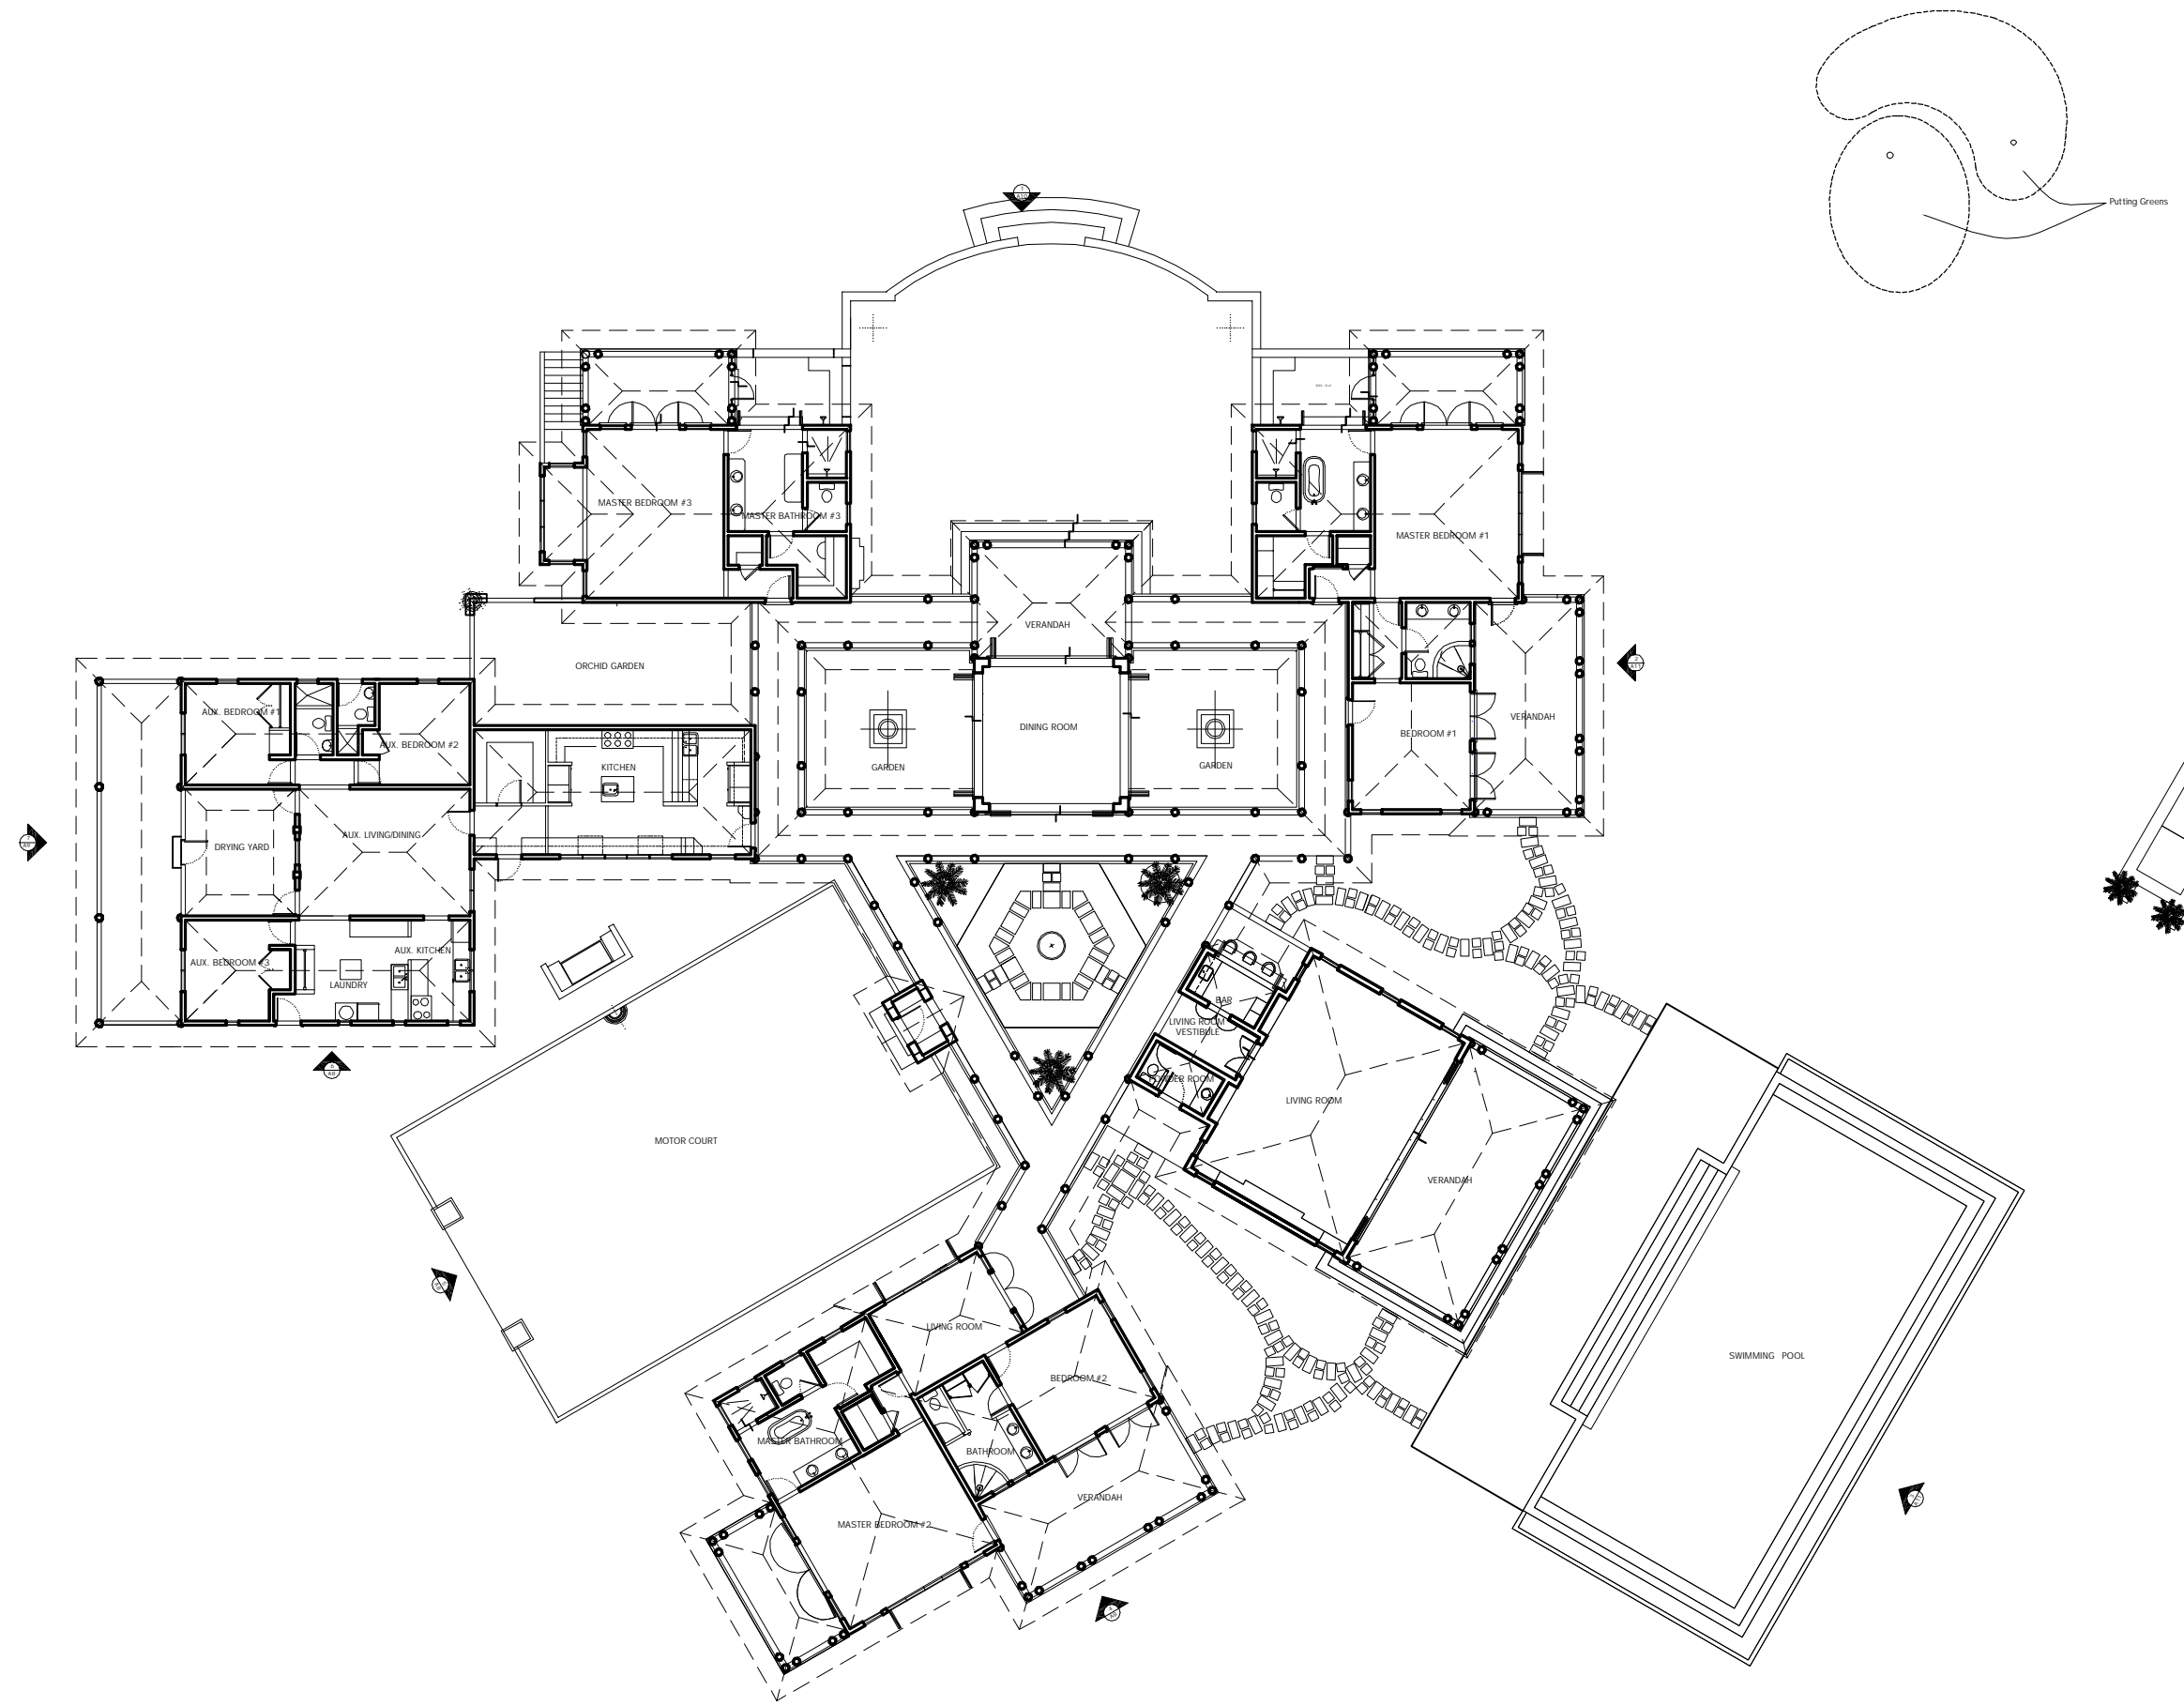 Putting Greens
MASTER BEDROOM #3
MASTER BATHROOM #3
MASTER BEDROOM #1
VERANDAH
ORCHID GARDEN
AUX. BEDROOM #1
AUX. BEDROOM #2
DINING ROOM
VERANDAH
BEDROOM #1
KITCHEN
GARDEN
GARDEN
AUX. LIVING/DINING
DRYING YARD
AUX. KITCHEN
AUX. BEDROOM #3
LAUNDRY
BAR
LIVING ROOM
VESTIBULE
POWDER ROOM
LIVING ROOM
MOTOR COURT
VERANDAH
LIVING ROOM
SWIMMING POOL
BEDROOM #2
MASTER BATHROOM
BATHROOM
VERANDAH
MASTER BEDROOM #2